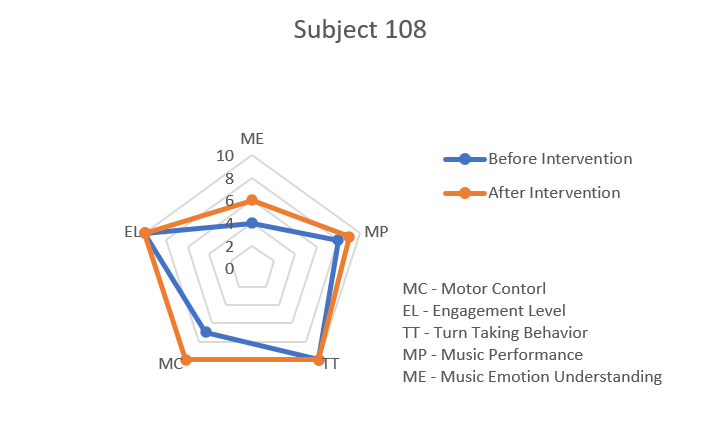 Subject 108
ME
10
8
6
4
2
0
EL
MP
MC
TT
Before Intervention
After Intervention
MC - Motor Contorl
EL - Engagement Level
TT - Turn Taking Behavior
MP - Music Performance
ME - Music Emotion Understanding